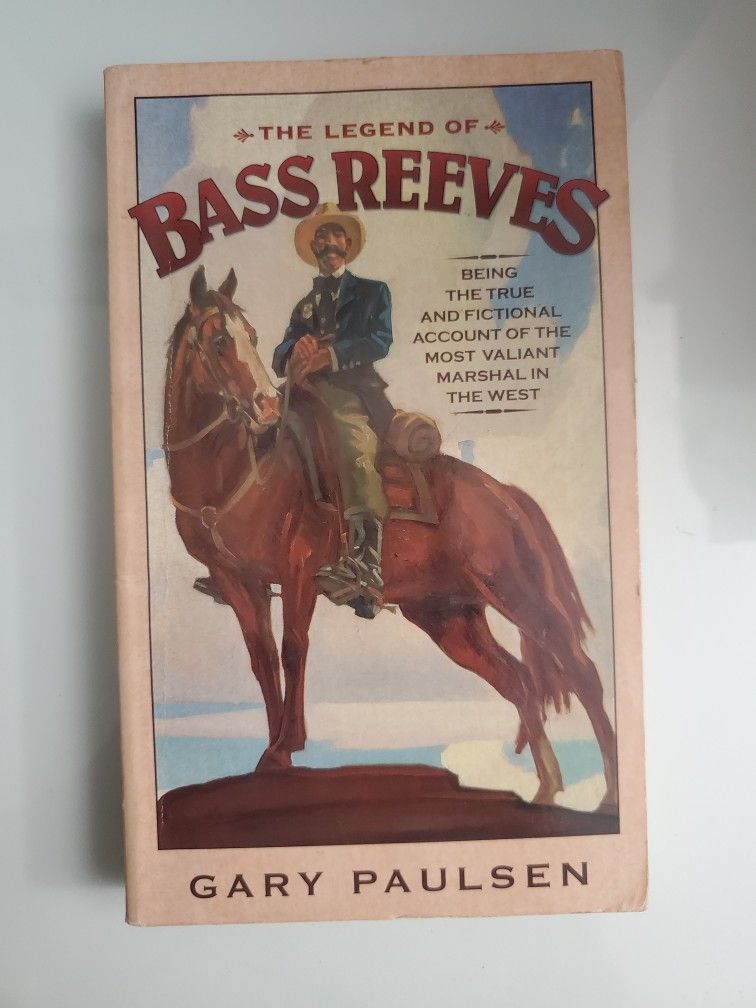 THE LEGEND OF
BASS REEVES
BEING
THE TRUE
AND FICTIONAL
ACCOUNT OF THE
MOST VALIANT
MARSHAL IN
THE WEST
GARY PAULSEN